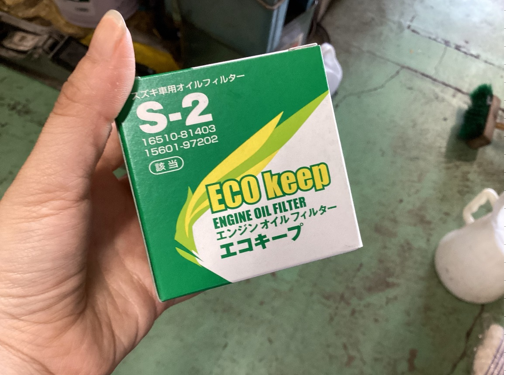 スズキ車用オイルフィルター
S-2
16510-81403
15601-97202
該当
ECO keep
ENGINE OIL FILTER
エンジンオイルフィルター
エコキープ